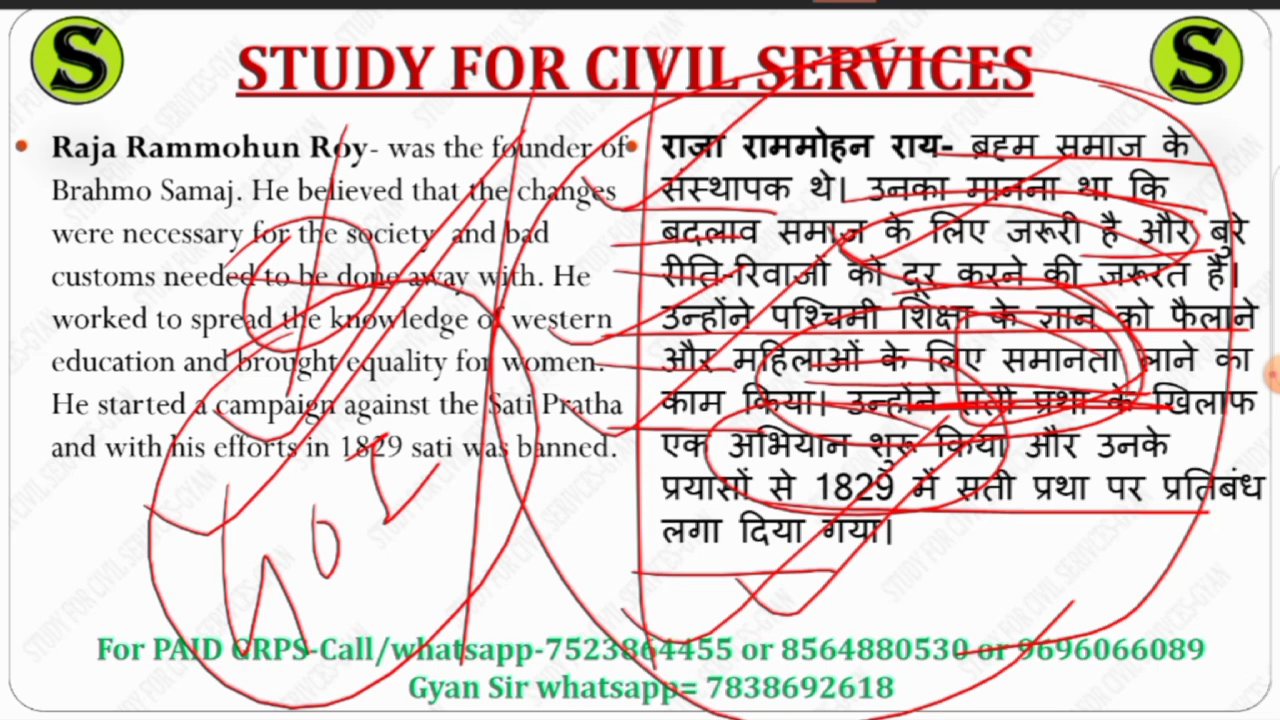 S
STUDY FOR CIVIL SERVICES
S
Raja Rammohun Roy- was the founder of
Brahmo Samaj. He believed that the changes
were necessary for the society and bad
customs needed to be done away with. He
worked to spread the knowledge of western
education and brought equality for women.
He started a campaign against the Sati Pratha
and with his efforts in 1829 sati was banned.
राजा राममोहन राय- ब्रह्म समाज के
संस्थापक थे। उनका मानना था कि
बदलाव समाज के लिए जरूरी है और बुरे
रीति-रिवाजों को दूर करने की जरूरत है।
उन्होंने पश्चिमी शिक्षा के ज्ञान को फैलाने
और महिलाओं के लिए समानता लाने का
काम किया। उन्होंने सती प्रथा के खिलाफ
एक अभियान शुरू किया और उनके
प्रयासों से 1829 में सती प्रथा पर प्रतिबंध
लगा दिया गया।
For PAID GRPS-Call/whatsapp-7523864455 or 8564880530 or 9696066089
Gyan Sir whatsapp= 7838692618